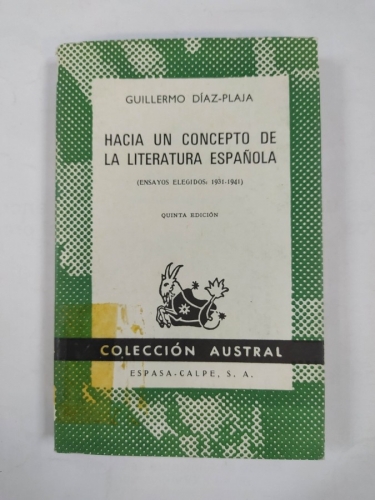 GUILLERMO DÍAZ-PLAJA
HACIA UN CONCEPTO DE
LA LITERATURA ESPAÑOLA
(ENSAYOS ELEGIDOS: 1931-1941)
QUINTA EDICIÓN
COLECCIÓN AUSTRAL
ESPASA-CALPE, S. A.